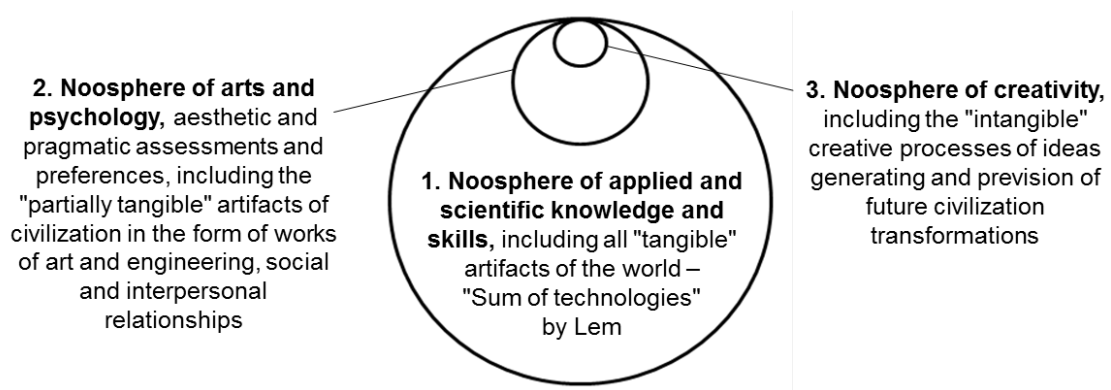 2. Noosphere of arts and
psychology, aesthetic and
pragmatic assessments and
preferences, including the
"partially tangible" artifacts of
civilization in the form of works
of art and engineering, social
and interpersonal
relationships
1. Noosphere of applied and
scientific knowledge and
skills, including all "tangible"
artifacts of the world –
"Sum of technologies"
by Lem
3. Noosphere of creativity,
including the "intangible"
creative processes of ideas
generating and prevision of
future civilization
transformations